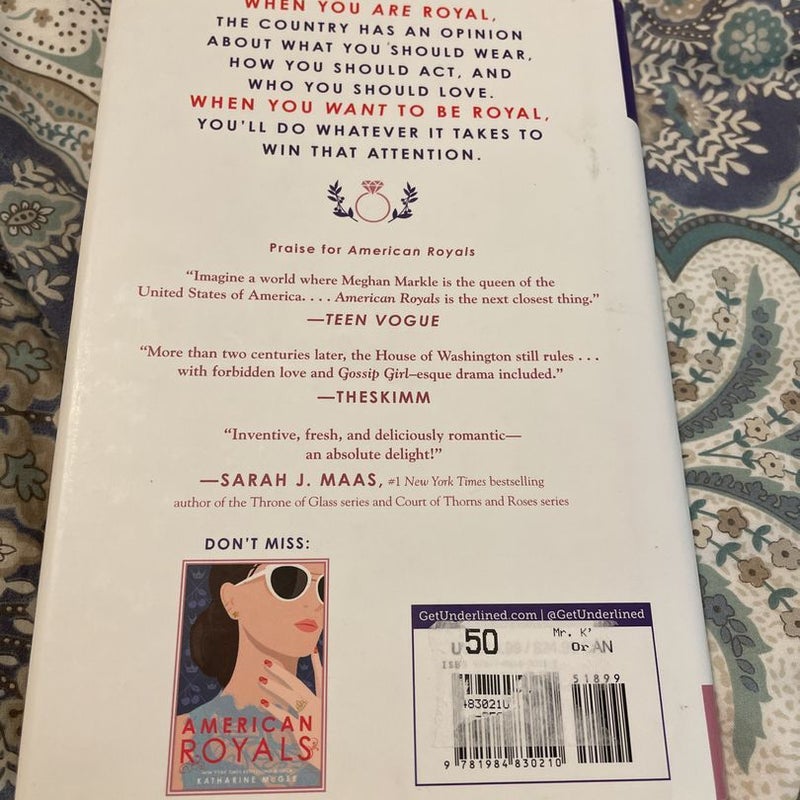 WHEN YOU ARE ROYAL,
THE COUNTRY HAS AN OPINION
ABOUT WHAT YOU SHOULD WEAR,
HOW YOU SHOULD ACT, AND
WHO YOU SHOULD LOVE.
WHEN YOU WANT TO BE ROYAL,
YOU'LL DO WHATEVER IT TAKES TO
WIN THAT ATTENTION.
Praise for American Royals
“Imagine a world where Meghan Markle is the queen of the
United States of America. . . . American Royals is the next closest thing.”
—TEEN VOGUE
“More than two centuries later, the House of Washington still rules . . .
with forbidden love and Gossip Girl–esque drama included.”
—THESKIMM
“Inventive, fresh, and deliciously romantic—
an absolute delight!”
—SARAH J. MAAS, #1 New York Times bestselling
author of the Throne of Glass series and Court of Thorns and Roses series
DON'T MISS:
AMERICAN
ROYALS
KATHARINE McGEE
GetUnderlined.com | @GetUnderlined
50
Mr. K'
Or
AN
51899
9 781984 830210